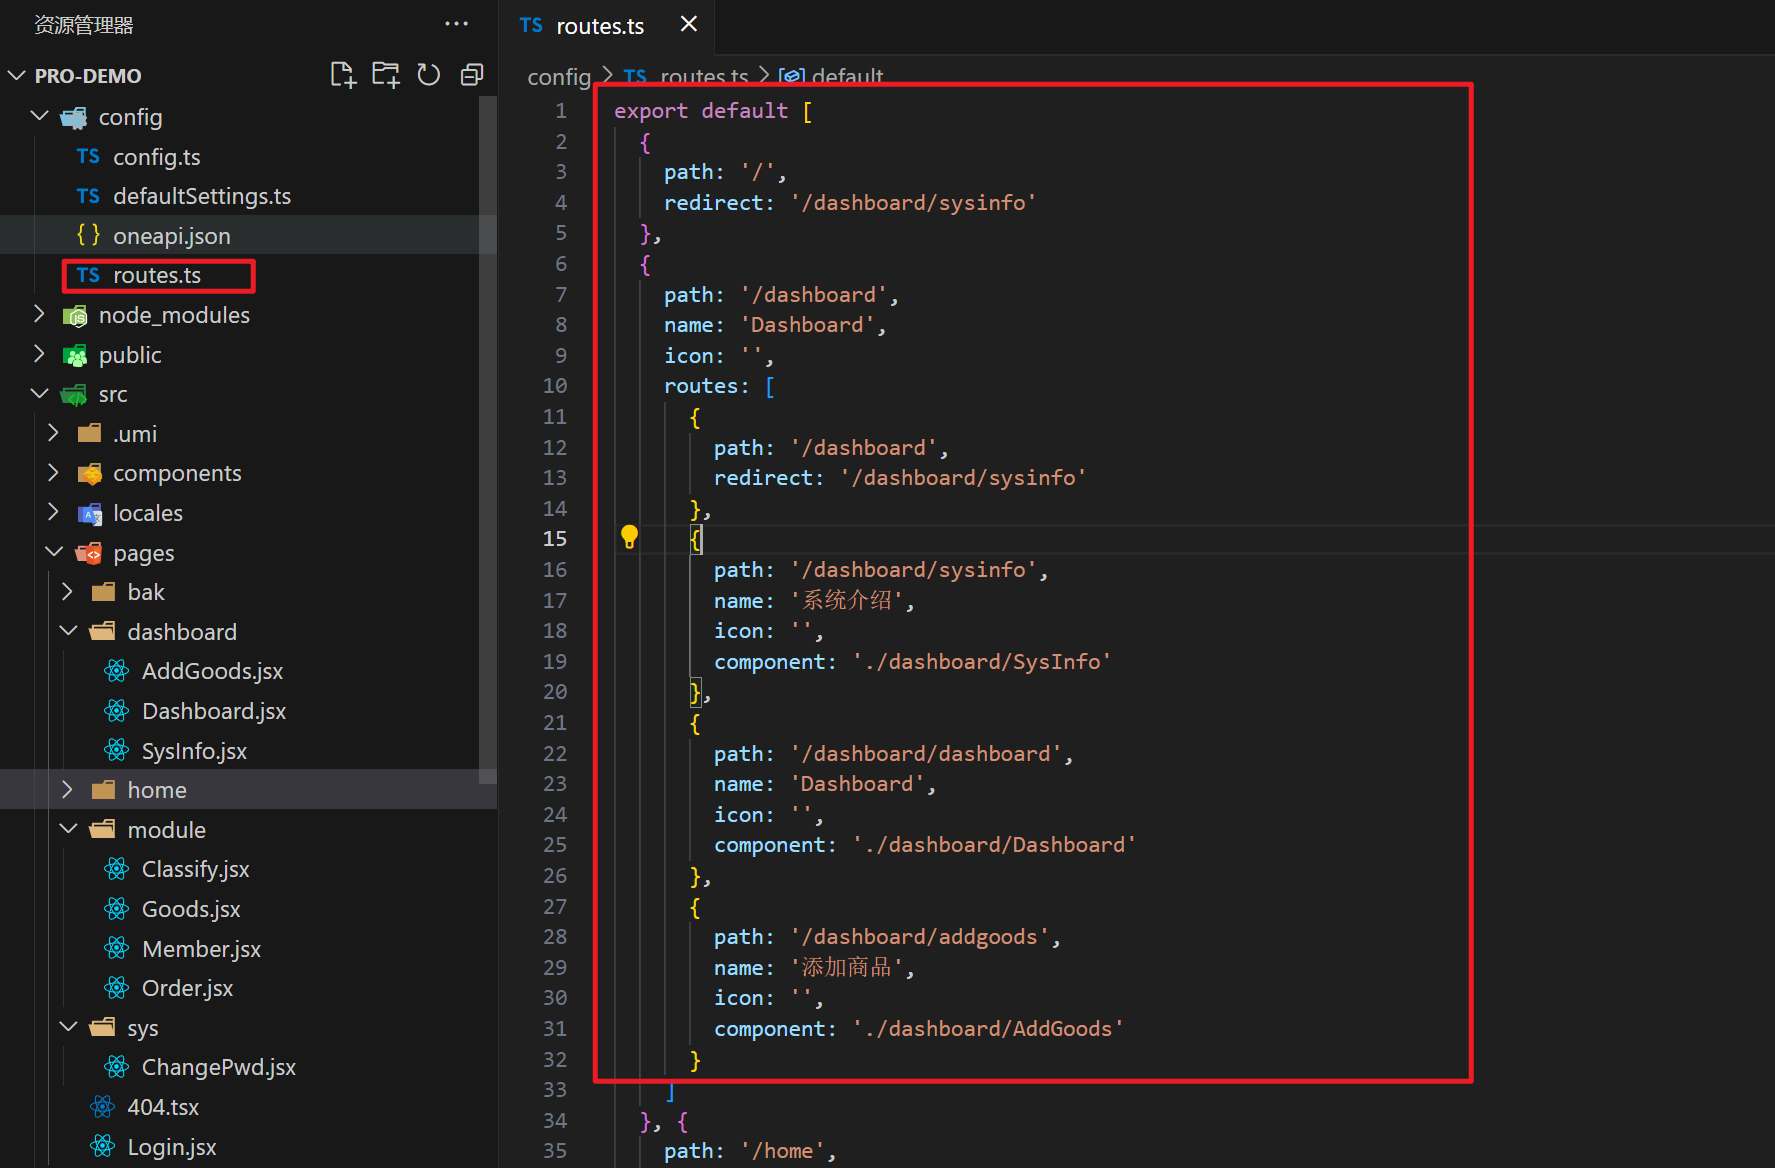 资源管理器
PRO-DEMO
config
TS config.ts
TS defaultSettings.ts
{} oneapi.json
TS routes.ts
node_modules
public
src
.umi
components
locales
pages
bak
dashboard
AddGoods.jsx
Dashboard.jsx
SysInfo.jsx
home
module
Classify.jsx
Goods.jsx
Member.jsx
Order.jsx
sys
ChangePwd.jsx
404.tsx
Login.jsx
TS routes.ts
config > TS routes.ts > default
1 export default [
2 {
3 path: '/',
4 redirect: '/dashboard/sysinfo'
5 },
6 {
7 path: '/dashboard',
8 name: 'Dashboard',
9 icon: '',
10 routes: [
11 {
12 path: '/dashboard',
13 redirect: '/dashboard/sysinfo'
14 },
15 {
16 path: '/dashboard/sysinfo',
17 name: '系统介绍',
18 icon: '',
19 component: './dashboard/SysInfo'
20 },
21 {
22 path: '/dashboard/dashboard',
23 name: 'Dashboard',
24 icon: '',
25 component: './dashboard/Dashboard'
26 },
27 {
28 path: '/dashboard/addgoods',
29 name: '添加商品',
30 icon: '',
31 component: './dashboard/AddGoods'
32 }
33 ]
34 }, {
35 path: '/home',